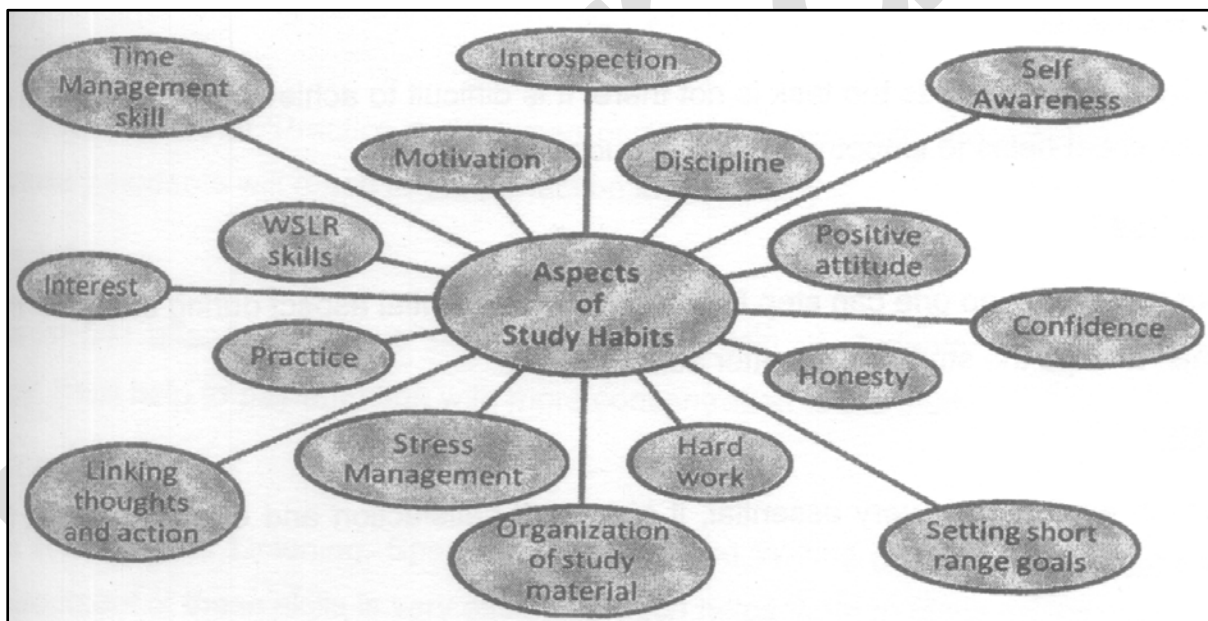 Time
Management
skill
Introspection
Self
Awareness
Motivation
Discipline
WSLR
skills
Positive
attitude
Interest
Aspects
of
Study Habits
Confidence
Practice
Honesty
Linking
thoughts
and action
Stress
Management
Hard
work
Organization
of study
material
Setting short
range goals